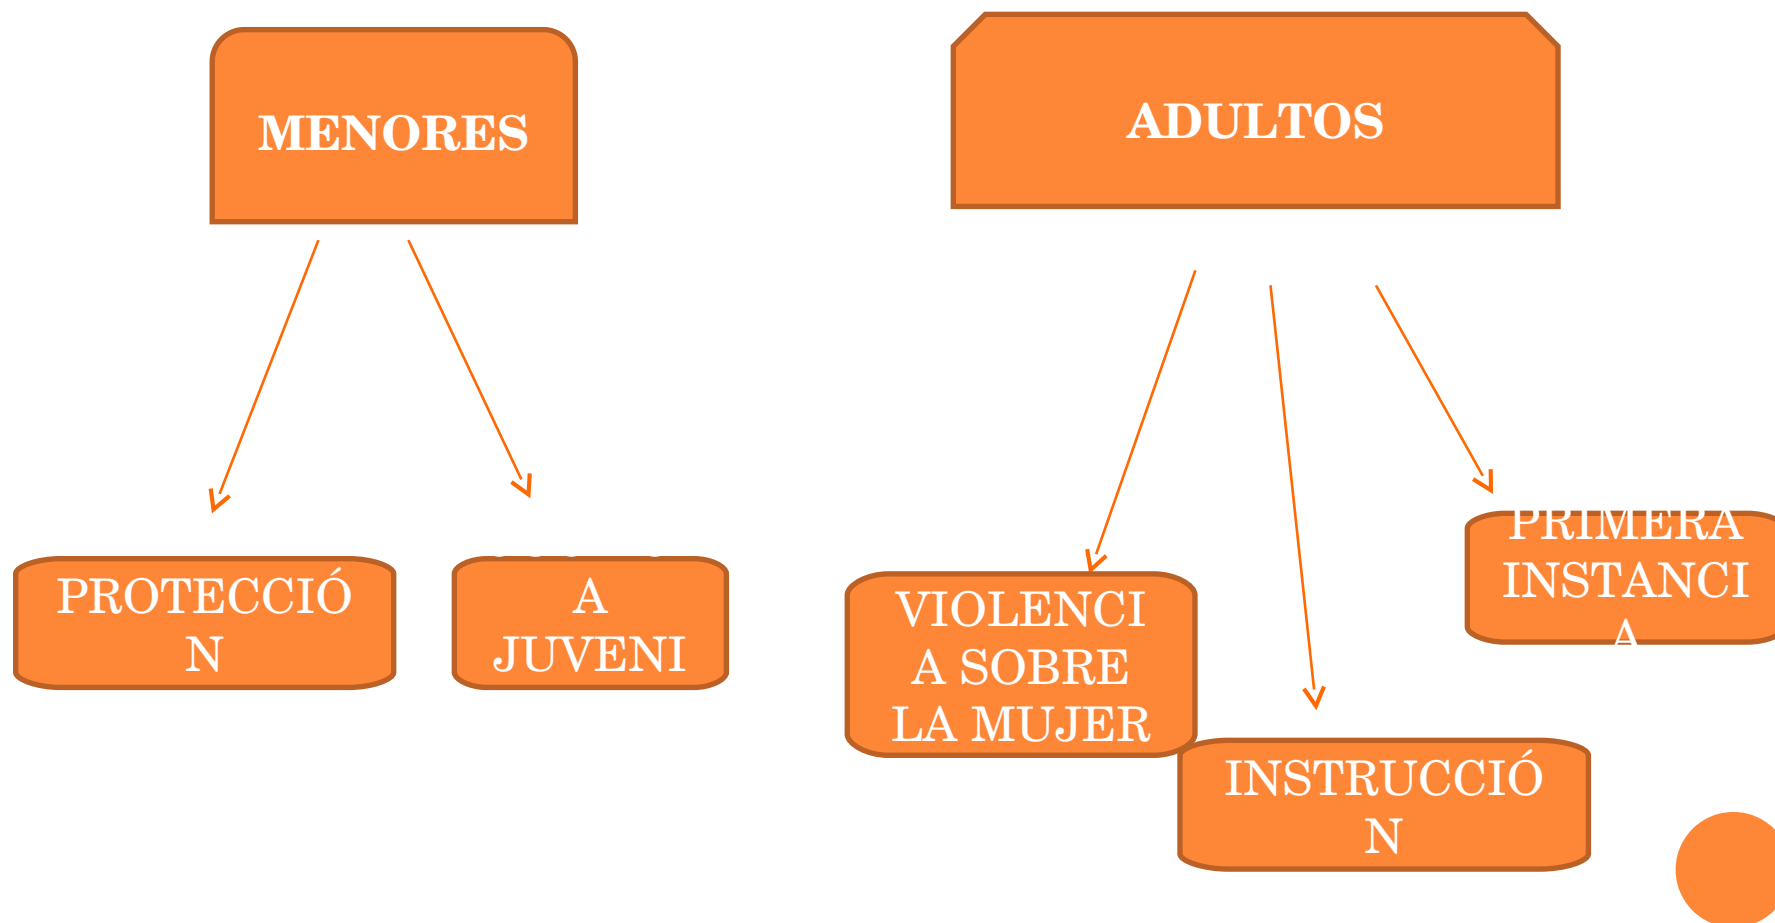 MENORES
ADULTOS
PROTECCIÓ
N
A
JUVENI
VIOLENCI
A SOBRE
LA MUJER
INSTRUCCIÓ
N
PRIMERA
INSTANCI
A